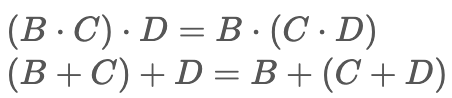 (B · C) · D = B · (C · D)
(B + C) + D = B + (C + D)